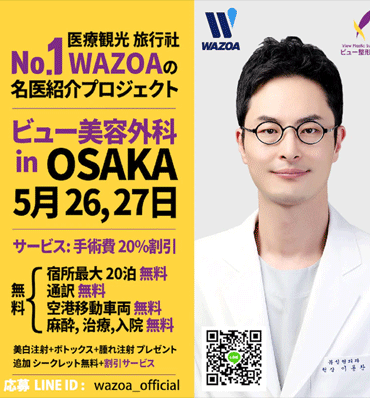 医療観光 旅行社
No.1 WAZOAの
名医紹介プロジェクト
ビュー美容外科
in OSAKA
5月 26, 27日
サービス: 手術費 20%割引
無料
宿所最大 20泊 無料
通訳 無料
空港移動車両 無料
麻酔, 治療, 入院 無料
美白注射+ボトックス+腫れ注射 プレゼント
追加 シークレット無料+割引サービス
応募 LINE ID : wazoa_official
WAZOA
View Plastic S
ビュー整形
LINE